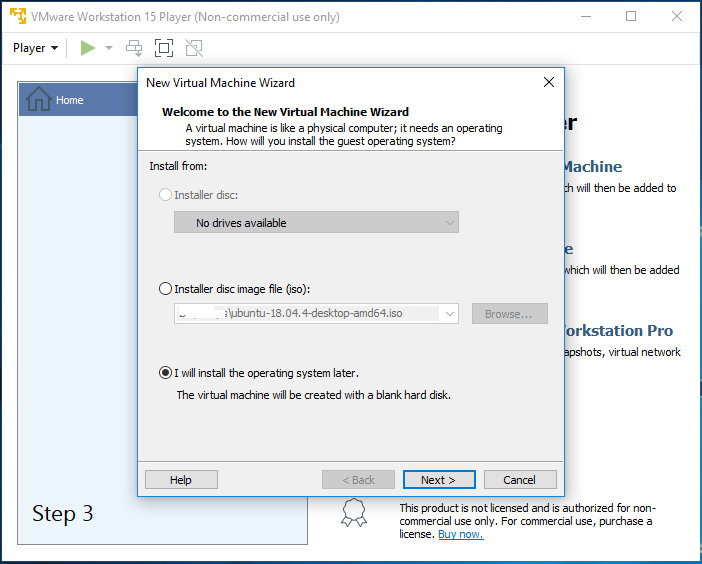 VMware Workstation 15 Player (Non-commercial use only)
Player
Home
New Virtual Machine Wizard
Welcome to the New Virtual Machine Wizard
A virtual machine is like a physical computer; it needs an operating
system. How will you install the guest operating system?
Install from:
Installer disc:
No drives available
Installer disc image file (iso):
\ubuntu-18.04.4-desktop-amd64.iso
Browse...
I will install the operating system later.
The virtual machine will be created with a blank hard disk.
Help
< Back
Next >
Cancel
er
Machine
ch will then be added to
e
which will then be added
orkstation Pro
apshots, virtual network
Step 3
This product is not licensed and is authorized for non-
commercial use only. For commercial use, purchase a
license. Buy now.